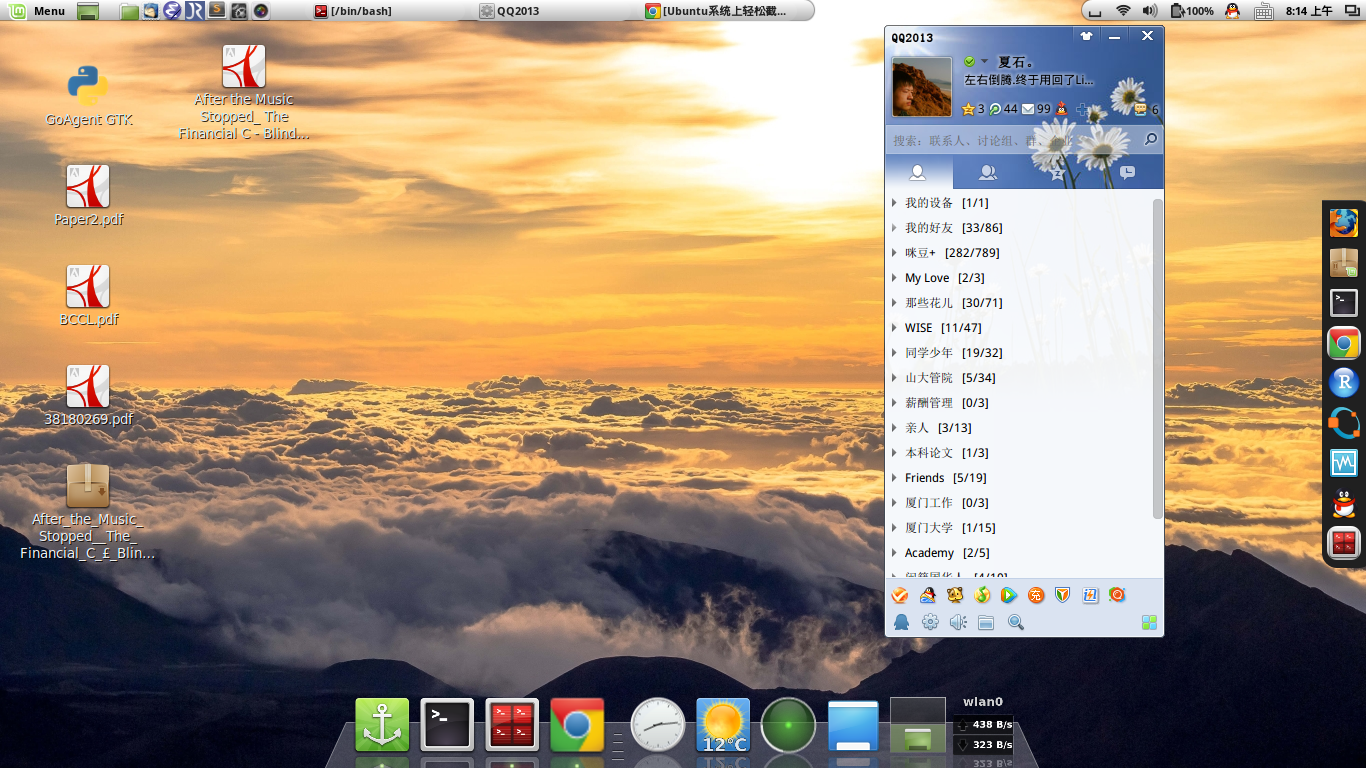 Menu
[/bin/bash]
QQ2013
[Ubuntu系统上轻松截...
100%
8:14 上午
GoAgent GTK
After the Music
Stopped_ The
Financial C - Blind...
Paper2.pdf
BCCL.pdf
38180269.pdf
After_the_Music_
Stopped__The_
Financial_C_£_Blin...
QQ2013
夏石。
左右倒腾.终于用回了Li...
3 44 99 6
搜索：联系人、讨论组、群、
我的设备 [1/1]
我的好友 [33/86]
咪豆+ [282/789]
My Love [2/3]
那些花儿 [30/71]
WISE [11/47]
同学少年 [19/32]
山大管院 [5/34]
薪酬管理 [0/3]
亲人 [3/13]
本科论文 [1/3]
Friends [5/19]
厦门工作 [0/3]
厦门大学 [1/15]
Academy [2/5]
12°C
wlan0
438 B/s
323 B/s